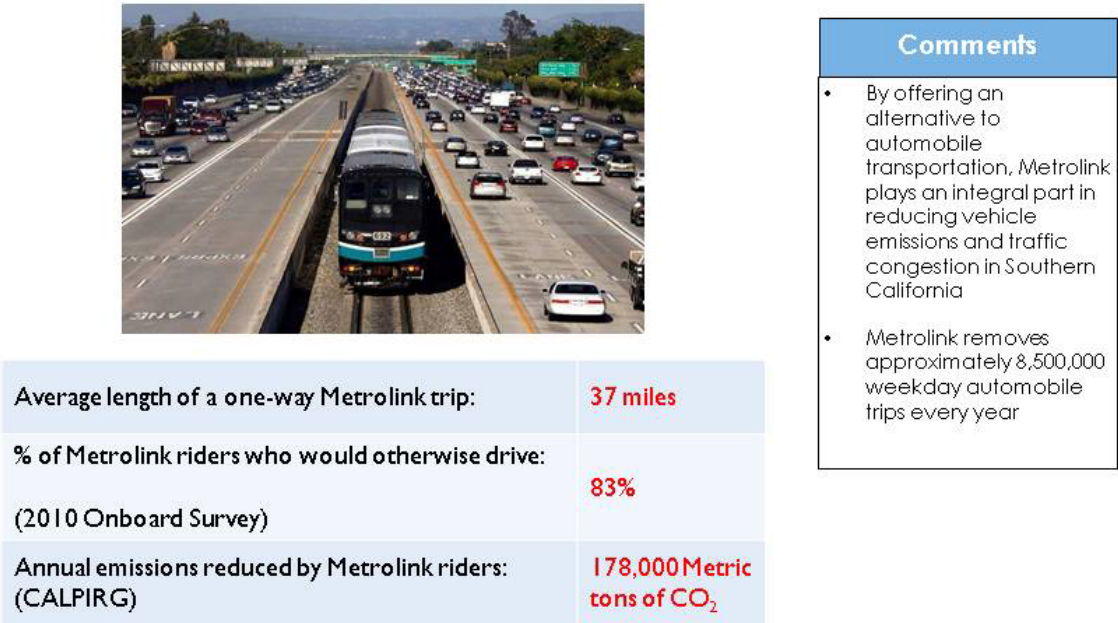 692
LANE
Average length of a one-way Metrolink trip:
37 miles
% of Metrolink riders who would otherwise drive:
(2010 Onboard Survey)
83%
Annual emissions reduced by Metrolink riders:
(CALPIRG)
178,000 Metric
tons of CO₂
Comments
• By offering an
alternative to
automobile
transportation, Metrolink
plays an integral part in
reducing vehicle
emissions and traffic
congestion in Southern
California
• Metrolink removes
approximately 8,500,000
weekday automobile
trips every year